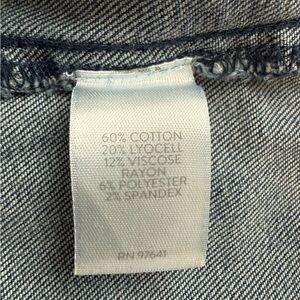 60% COTTON
20% LYOCELL
12% VISCOSE
RAYON
6% POLYESTER
2% SPANDEX
RN 97641